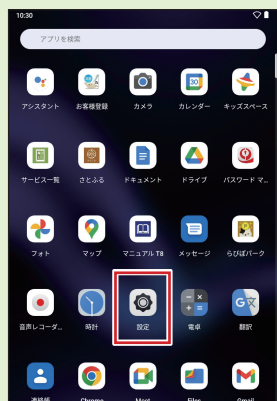 10:30
アプリを検索
アシスタント お客様登録 カメラ カレンダー キッズスペース
サービス一覧 さとふる ドキュメント ドライブ パスワード マ...
フォト マップ マニュアル T8 メッセージ らびぱパーク
音声レコーダ... 時計 設定 電卓 翻訳
連絡帳 Chrome Meet Files Gmail